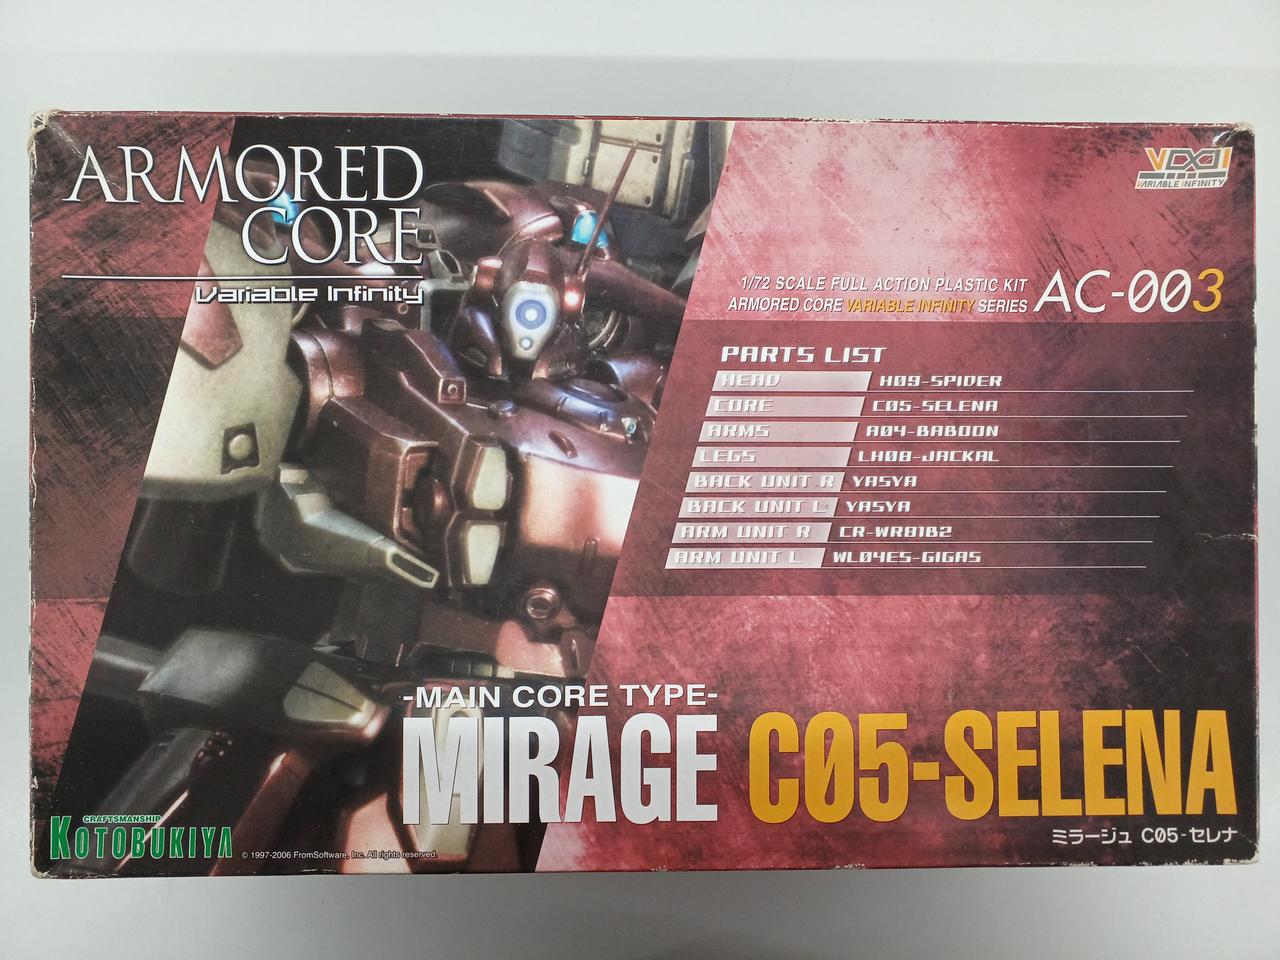 ARMORED
CORE
Variable Infinity
VI
VARIABLE INFINITY
1/72 SCALE FULL ACTION PLASTIC KIT
ARMORED CORE VARIABLE INFINITY SERIES
AC-003
PARTS LIST
HEAD H09-SPIDER
CORE C05-SELENA
ARMS A04-BABOON
LEGS LH08-JACKAL
BACK UNIT R YASYA
BACK UNIT L YASYA
ARM UNIT R CR-WR81B2
ARM UNIT L WL04ES-GIGAS
-MAIN CORE TYPE-
MIRAGE C05-SELENA
ミラージュ C05-セレナ
CRAFTSMANSHIP
KOTOBUKIYA
© 1997-2006 FromSoftware, Inc. All rights reserved.